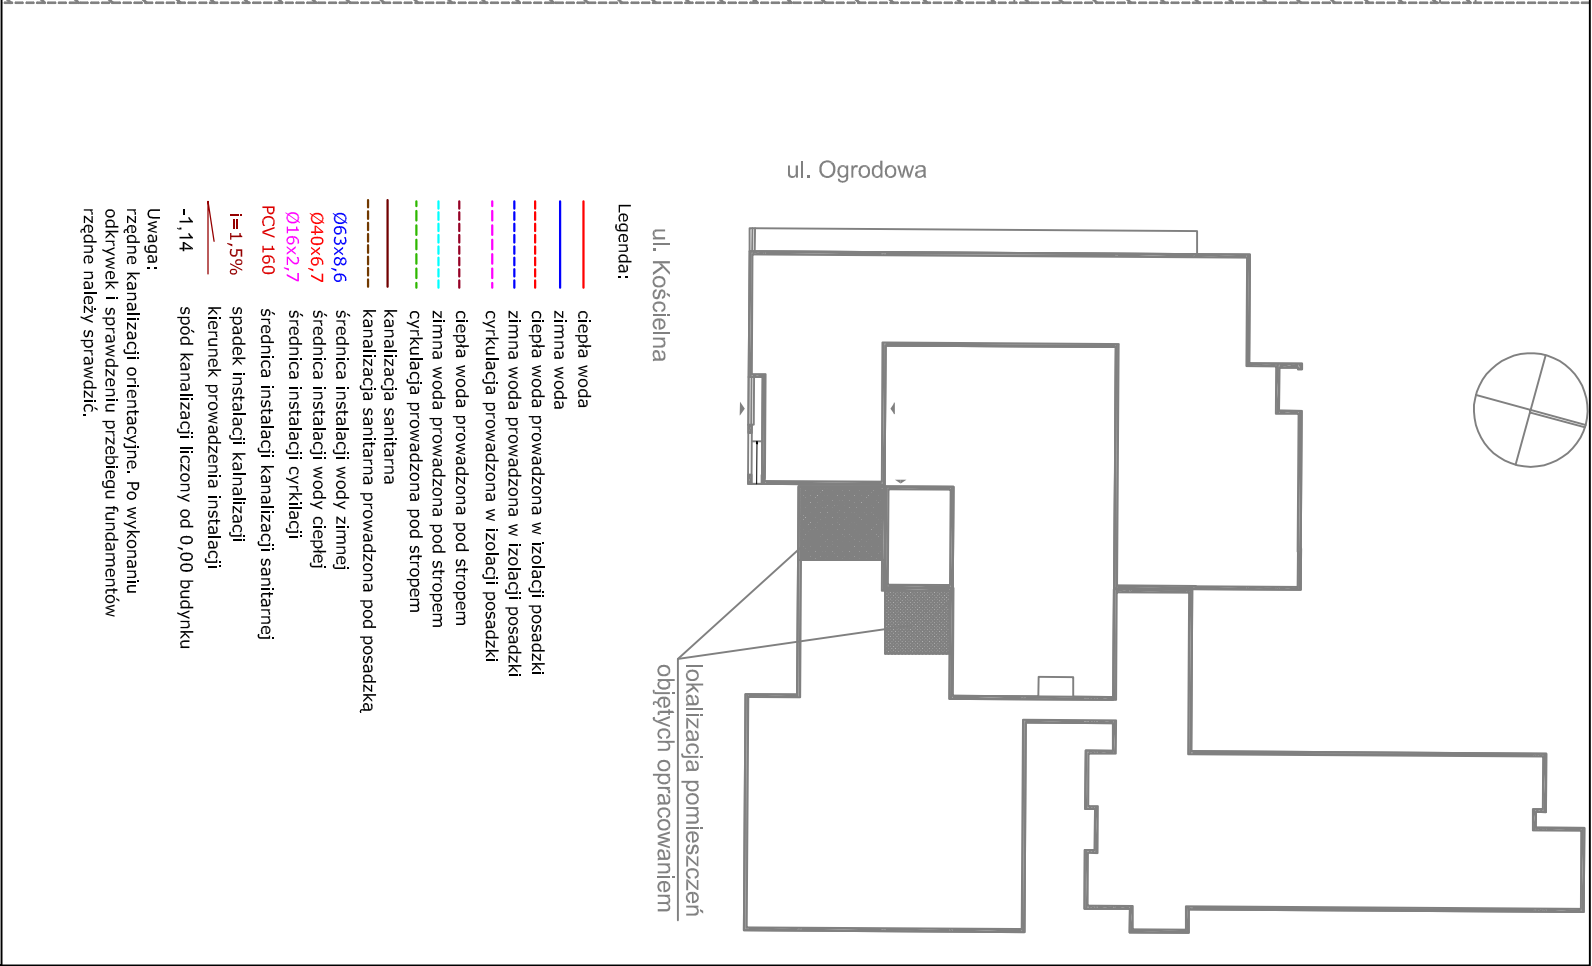 ul. Ogrodowa
ul. Kościelna
Legenda:
ciepła woda
zimna woda
ciepła woda prowadzona w izolacji posadzki
zimna woda prowadzona w izolacji posadzki
cyrkulacja prowadzona w izolacji posadzki
ciepła woda prowadzona pod stropem
zimna woda prowadzona pod stropem
cyrkulacja prowadzona pod stropem
kanalizacja sanitarna
kanalizacja sanitarna prowadzona pod posadzką
Ø63x8,6 średnica instalacji wody zimnej
Ø40x6,7 średnica instalacji wody ciepłej
Ø16x2,7 średnica instalacji cyrkilacji
PCV 160 średnica instalacji kanalizacji sanitarnej
i=1,5% spadek instalacji kalnalizacji
kierunek prowadzenia instalacji
-1,14 spód kanalizacji liczony od 0,00 budynku
Uwaga:
rzędne kanalizacji orientacyjne. Po wykonaniu
odkrywek i sprawdzeniu przebiegu fundamentów
rzędne należy sprawdzić.
lokalizacja pomieszczeń
objętych opracowaniem